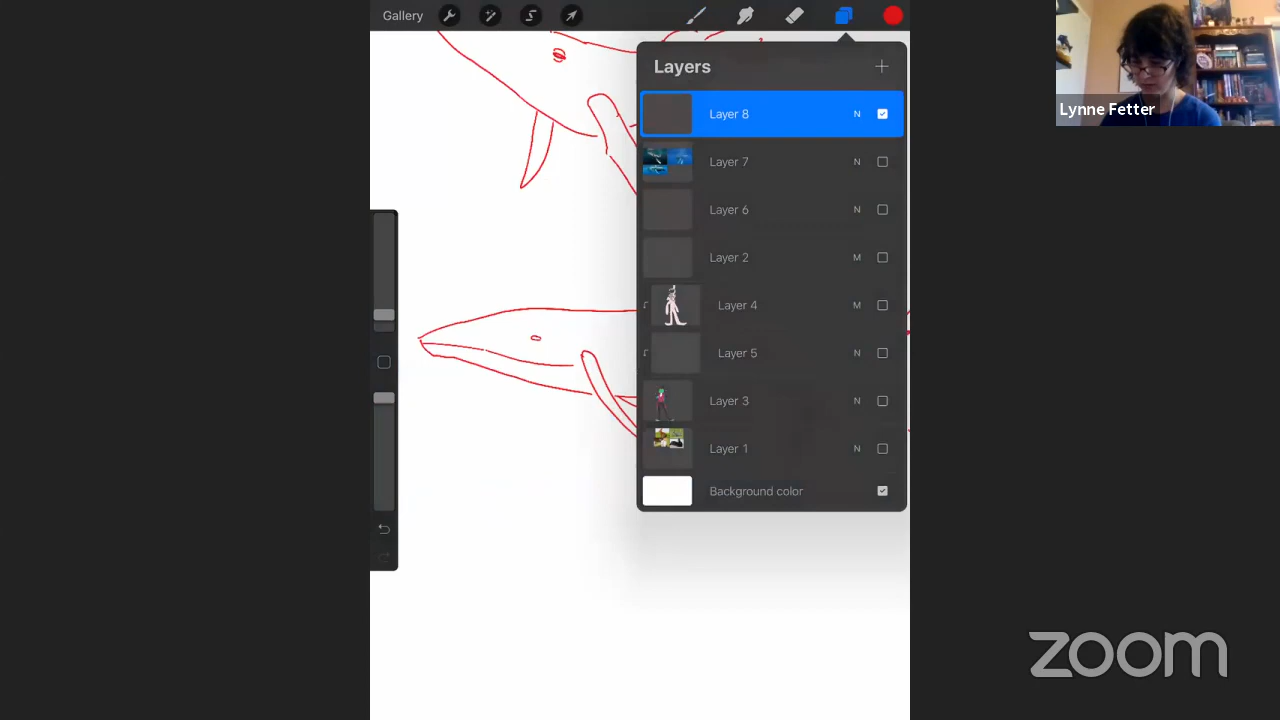 Gallery
Layers
Layer 8 N
Layer 7 N
Layer 6 N
Layer 2 M
Layer 4 M
Layer 5 N
Layer 3 N
Layer 1 N
Background color
Lynne Fetter
zoom